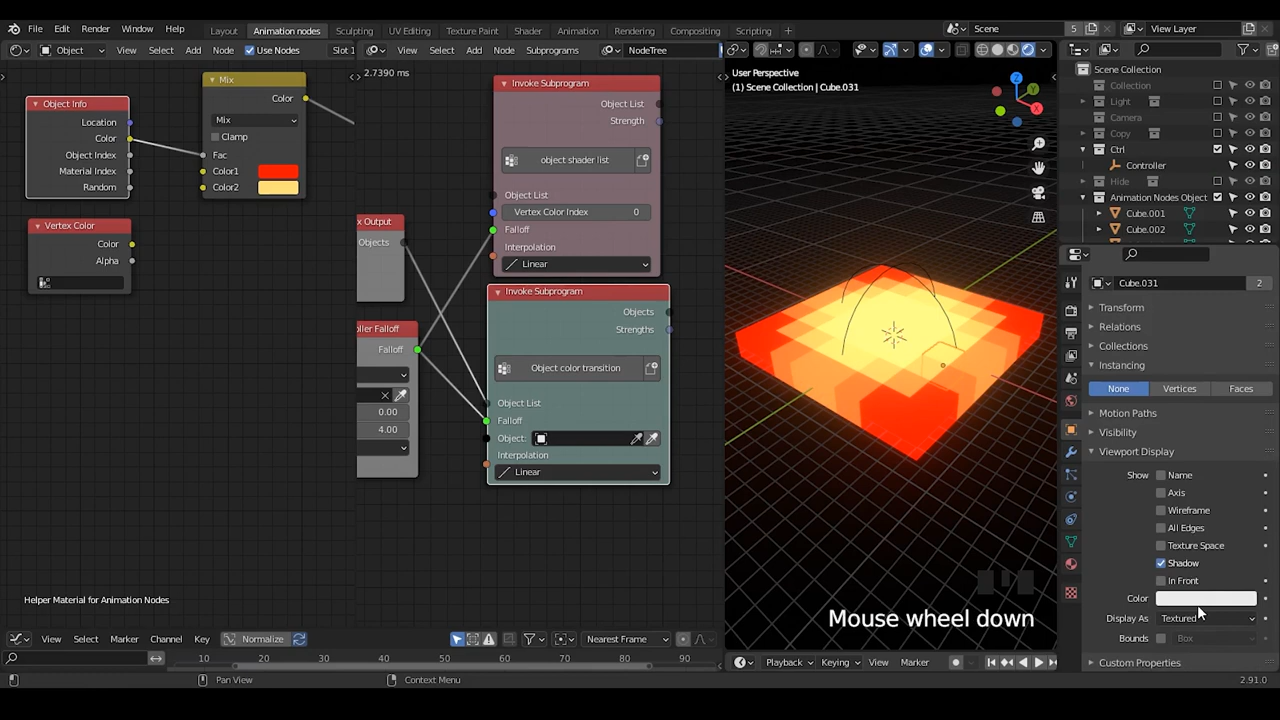 File Edit Render Window Help Layout Animation nodes Sculpting UV Editing Texture Paint Shader Animation Rendering Compositing Scripting Scene 5 View Layer
Object View Select Add Node Use Nodes Slot 1 View Select Add Node Subprograms NodeTree
2.7390 ms
Object Info
Location
Color
Object Index
Material Index
Random
Mix
Color
Mix
Clamp
Fac
Color1
Color2
Vertex Color
Color
Alpha
Helper Material for Animation Nodes
x Output
Objects
ller Falloff
Falloff
0.00
4.00
Invoke Subprogram
Object List
Strength
object shader list
Object List
Vertex Color Index 0
Falloff
Interpolation
Linear
Invoke Subprogram
Objects
Strengths
Object color transition
Object List
Falloff
Object:
Interpolation
Linear
User Perspective
(1) Scene Collection | Cube.031
Z
Y
X
Mouse wheel down
Scene Collection
Collection
Light
Camera
Copy
Ctrl
Controller
Hide
Animation Nodes Object
Cube.001
Cube.002
Cube.031 2
Transform
Relations
Collections
Instancing
None Vertices Faces
Motion Paths
Visibility
Viewport Display
Show Name
Axis
Wireframe
All Edges
Texture Space
Shadow
In Front
Color
Display As Textured
Bounds Box
Custom Properties
View Select Marker Channel Key Normalize Nearest Frame
10 20 30 40 50 60 70 80 90
Playback Keying View Marker
Pan View Context Menu 2.91.0